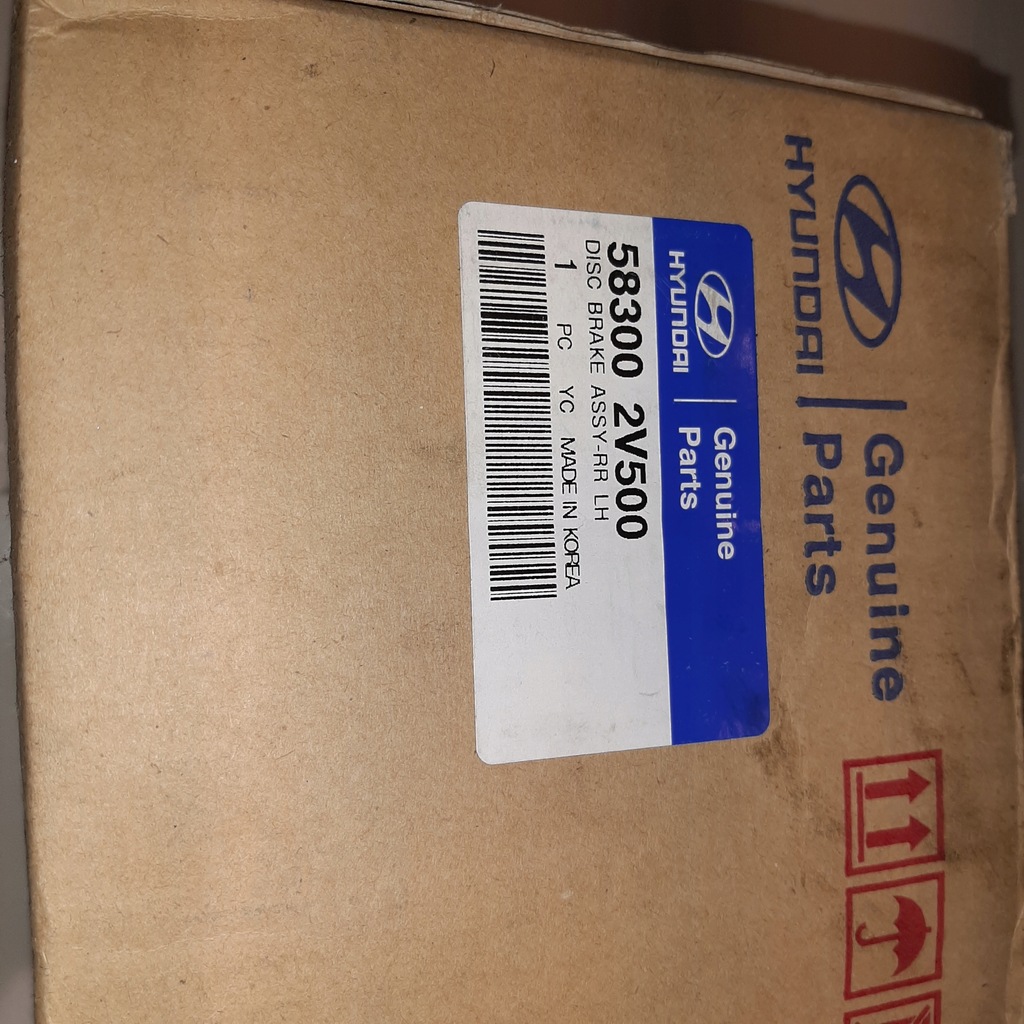 HYUNDAI | Genuine
Parts
HYUNDAI | Genuine
Parts
58300 2V500
DISC BRAKE ASSY-RR LH
1 PC YC MADE IN KOREA